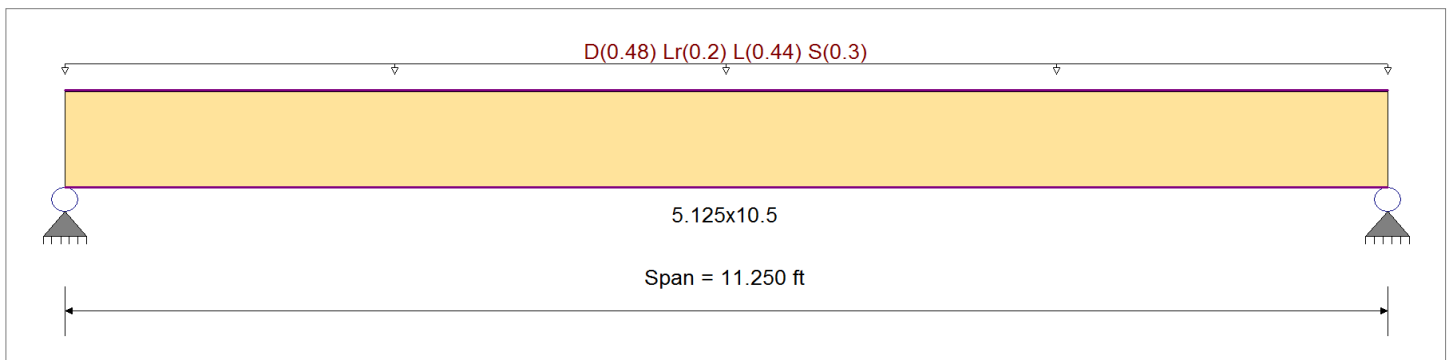 D(0.48) Lr(0.2) L(0.44) S(0.3)
5.125x10.5
Span = 11.250 ft